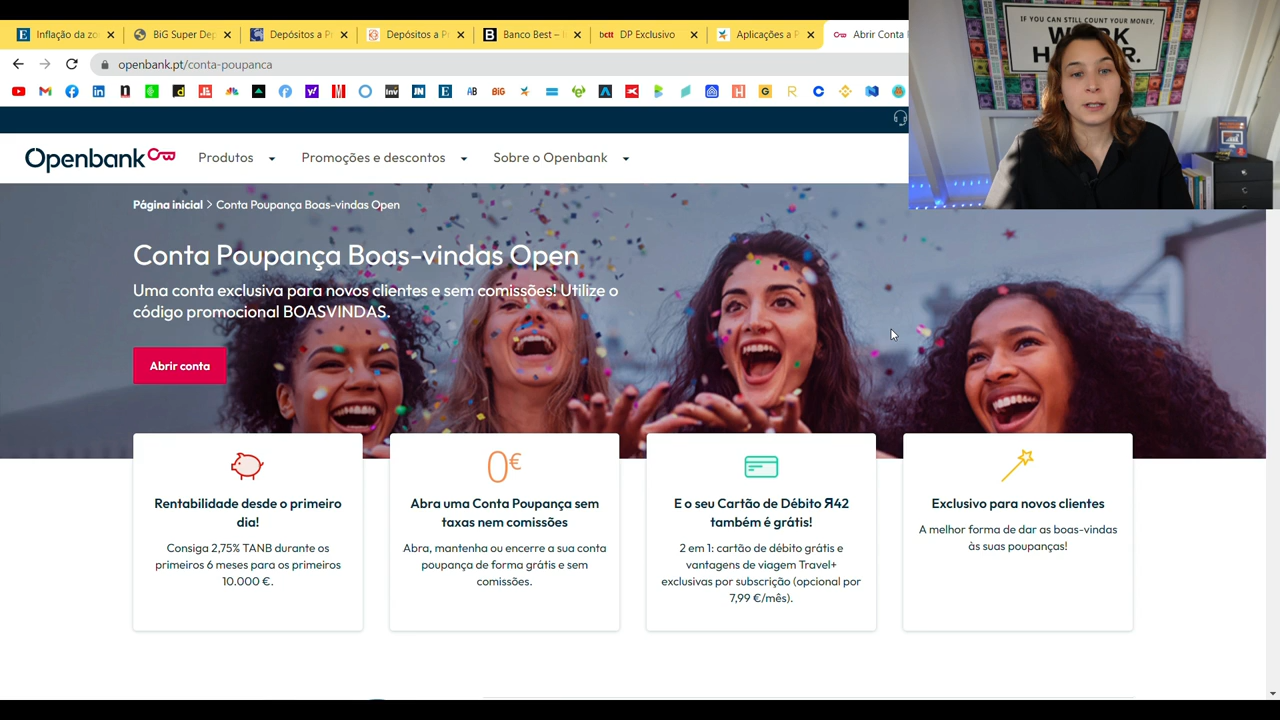 Inflação da zo
BiG Super Dep
Depósitos a P
Depósitos a P
Banco Best –
DP Exclusivo
Aplicações a P
Abrir Conta
openbank.pt/conta-poupanca
IF YOU CAN STILL COUNT YOUR MONEY,
Openbank
Produtos
Promoções e descontos
Sobre o Openbank
Página inicial > Conta Poupança Boas-vindas Open
Conta Poupança Boas-vindas Open
Uma conta exclusiva para novos clientes e sem comissões! Utilize o
código promocional BOASVINDAS.
Abrir conta
Rentabilidade desde o primeiro
dia!
Consiga 2,75% TANB durante os
primeiros 6 meses para os primeiros
10.000 €.
0€
Abra uma Conta Poupança sem
taxas nem comissões
Abra, mantenha ou encerre a sua conta
poupança de forma grátis e sem
comissões.
E o seu Cartão de Débito Я42
também é grátis!
2 em 1: cartão de débito grátis e
vantagens de viagem Travel+
exclusivas por subscrição (opcional por
7,99 €/mês).
Exclusivo para novos clientes
A melhor forma de dar as boas-vindas
às suas poupanças!